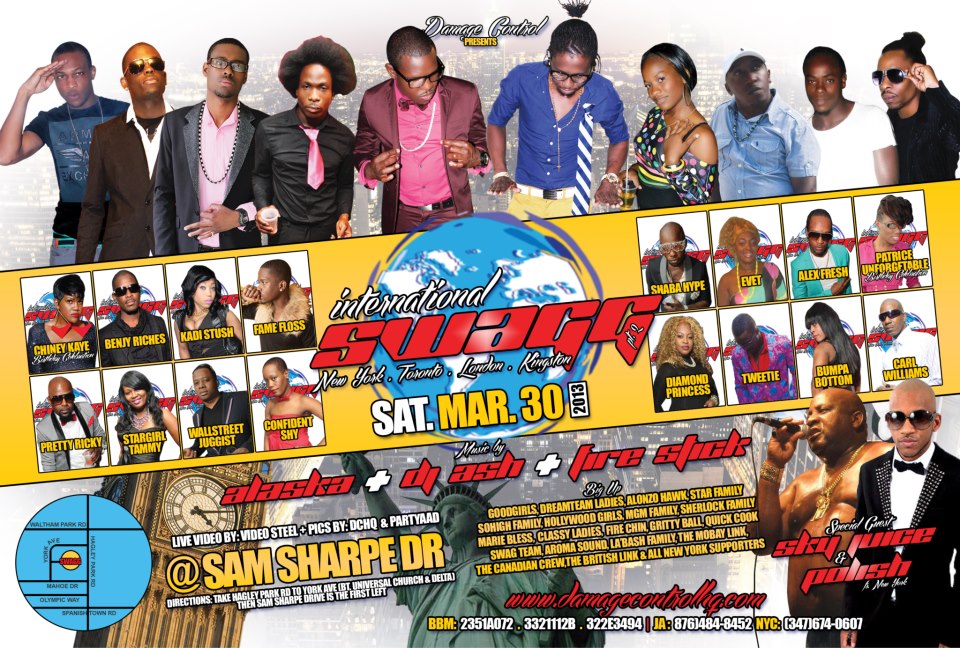 Damage Control
PRESENTS
ARM
EXCH
international
SWAGG pt.2
New York . Toronto . London . Kingston
SAT. MAR. 30 2013
CHINEY KAYE
Birthday Celebration
BENJY RICHES
KADI STUSH
FAME FLOSS
PRETTY RICKY
STARGIRL
TAMMY
WALLSTREET
JUGGIST
CONFIDENT
SHY
SHABA HYPE
EVET
ALEX FRESH
PATRICE
UNFORGETABLE
Birthday Celebration
DIAMOND
PRINCESS
TWEETIE
BUMPA
BOTTOM
CARL
WILLIAMS
Music by
alaska + dj ash + fire stick
LIVE VIDEO BY: VIDEO STEEL + PICS BY: DCHQ & PARTYAAD
@ SAM SHARPE DR
DIRECTIONS: TAKE HAGLEY PARK RD TO YORK AVE (BT. UNIVERSAL CHURCH & DELTA)
THEN SAM SHARPE DRIVE IS THE FIRST LEFT
WALTHAM PARK RD
YORK AVE
HAGLEY PARK RD
MAHOE DR
OLYMPIC WAY
SPANISH TOWN RD
Big Up
GOODGIRLS, DREAMTEAM LADIES, ALONZO HAWK, STAR FAMILY
SOHIGH FAMILY, HOLLYWOOD GIRLS, MGM FAMILY, SHERLOCK FAMILY
MARIE BLESS, CLASSY LADIES, FIRE CHIN, GRITTY BALL, QUICK COOK
SWAG TEAM, AROMA SOUND, LA'BASH FAMILY, THE MOBAY LINK,
THE CANADIAN CREW,THE BRITISH LINK & ALL NEW YORK SUPPORTERS
Special Guest
sky juice
&
polish
Is New York
www.damagecontrolhq.com
BBM: 2351A072 . 3321112B . 322E3494 | JA: 876)484-8452 NYC: (347)674-0607